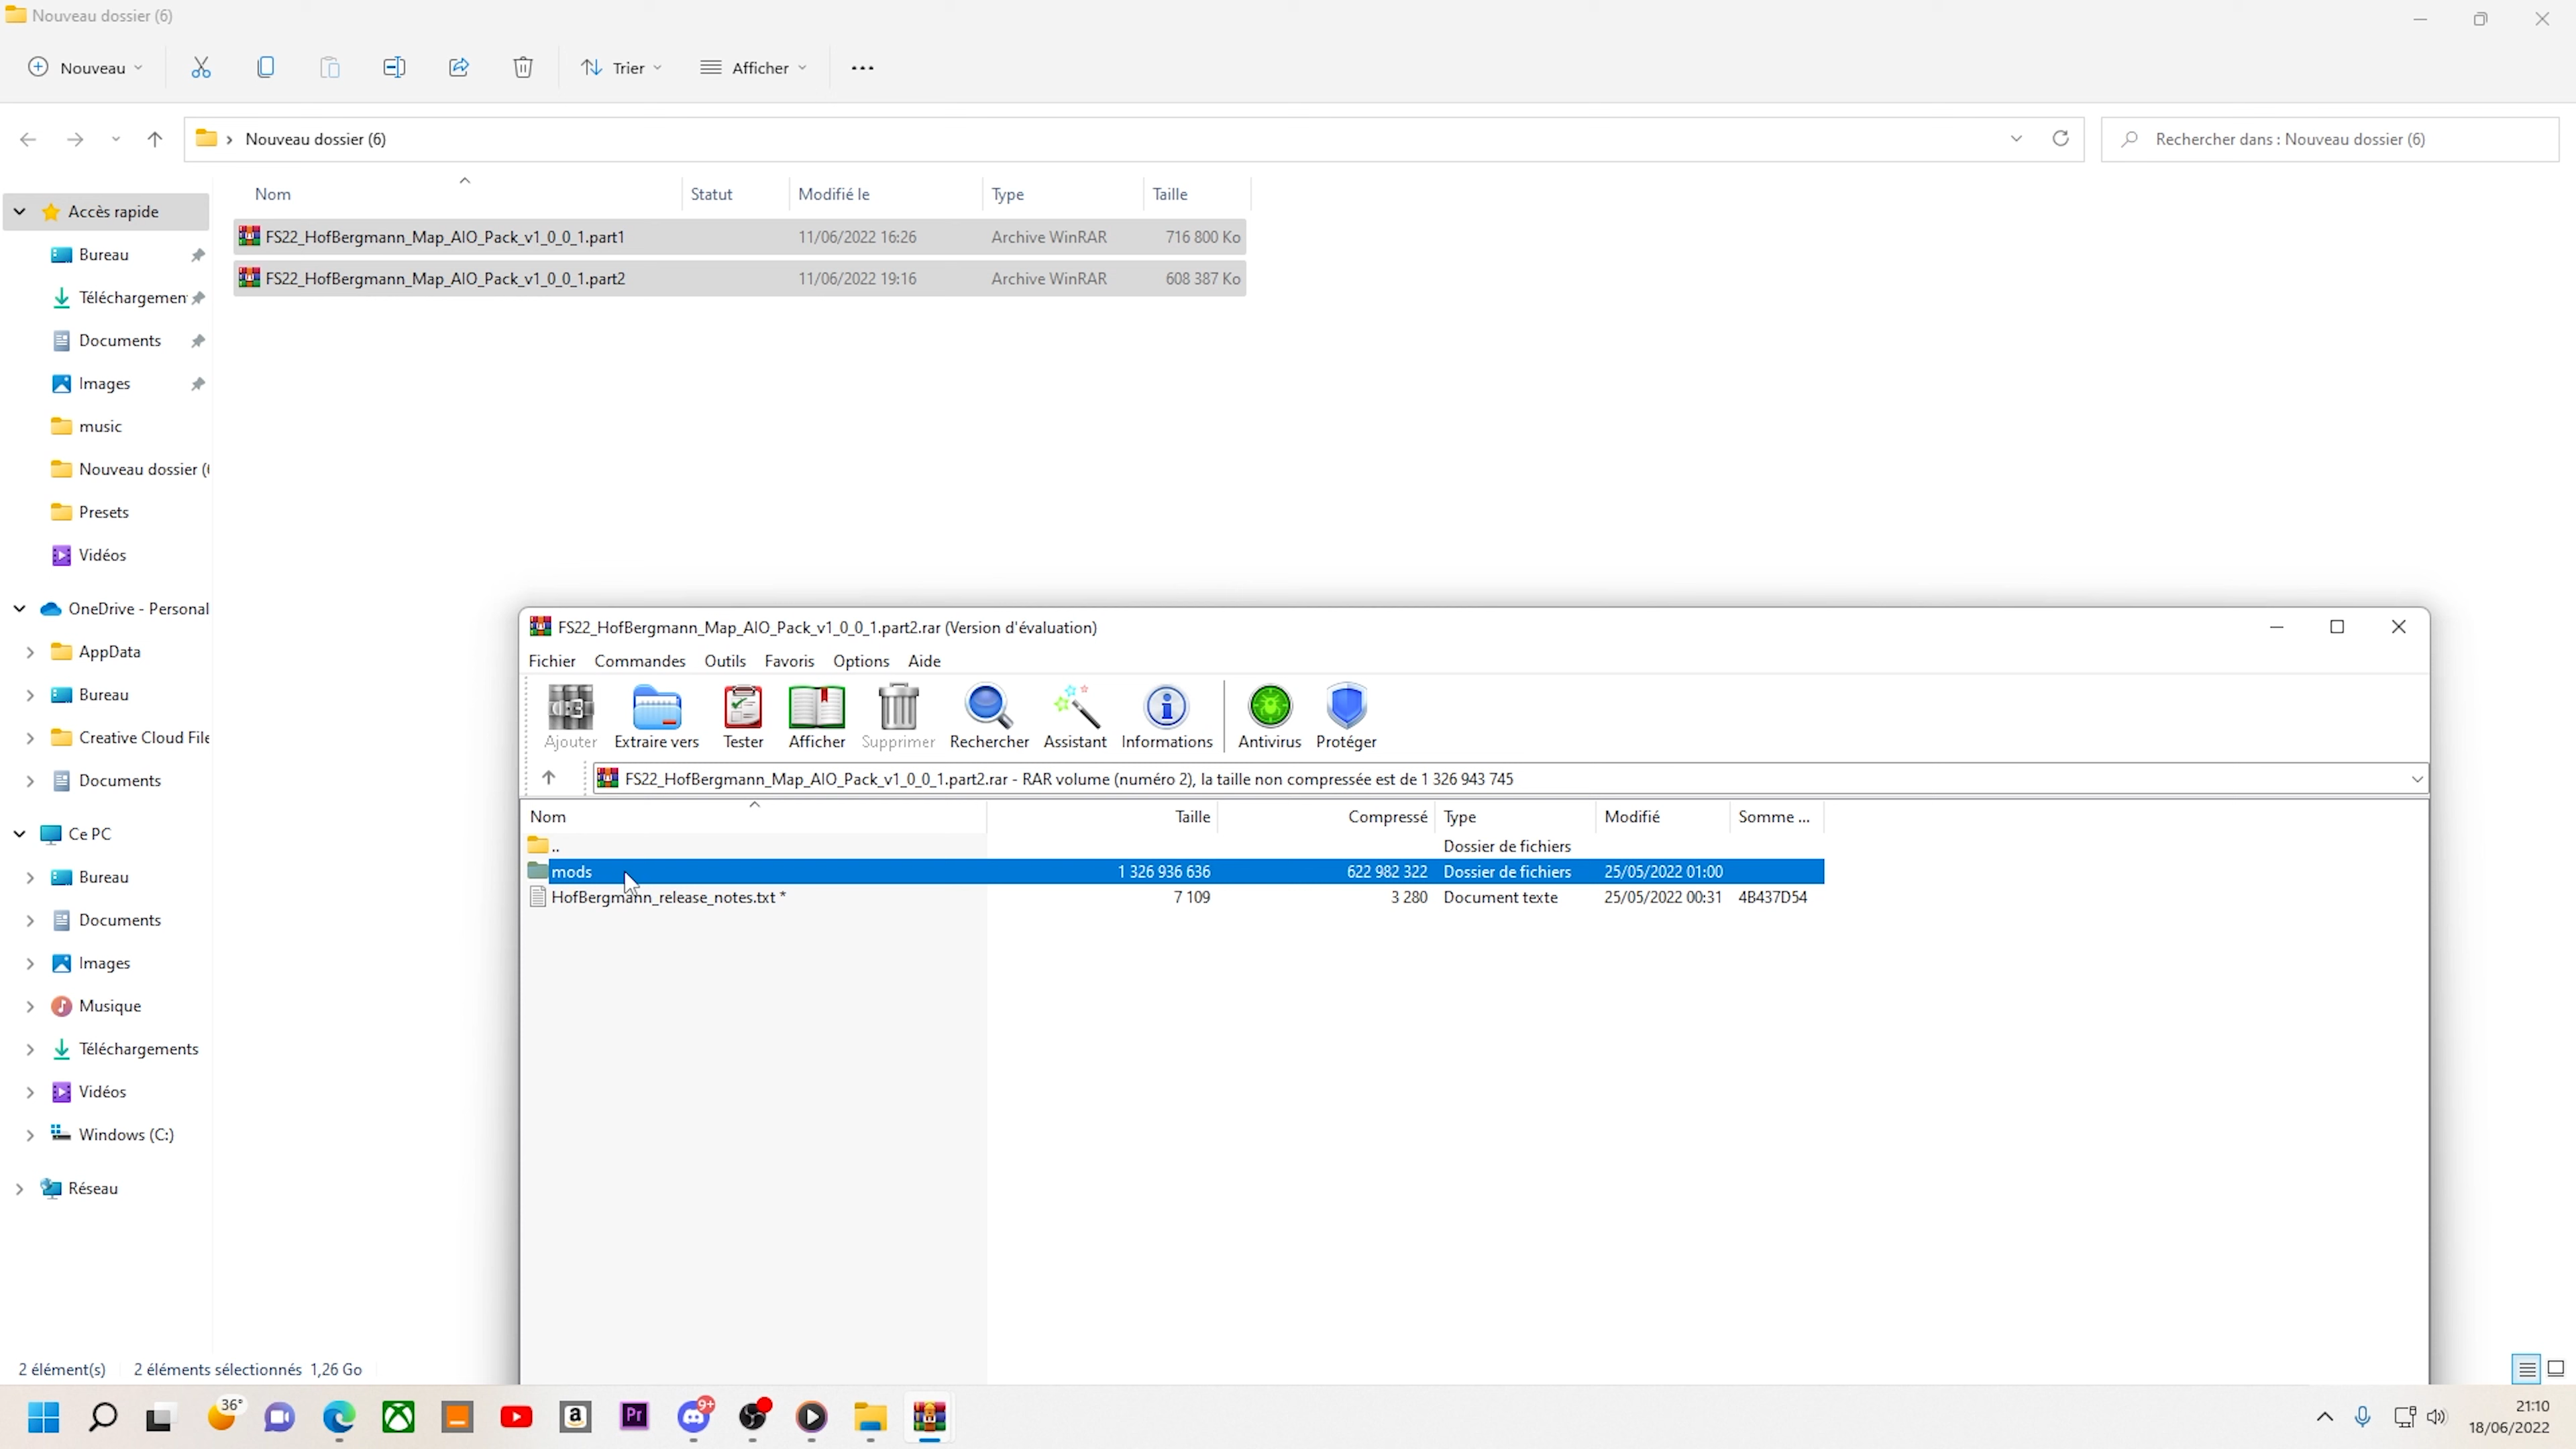 Nouveau dossier (6)
Nouveau Trier Afficher
Nouveau dossier (6) Rechercher dans : Nouveau dossier (6)
Nom Statut Modifié le Type Taille
Accès rapide
FS22_HofBergmann_Map_AIO_Pack_v1_0_0_1.part1 11/06/2022 16:26 Archive WinRAR 716 800 Ko
Bureau
FS22_HofBergmann_Map_AIO_Pack_v1_0_0_1.part2 11/06/2022 19:16 Archive WinRAR 608 387 Ko
Téléchargemen
Documents
Images
music
Nouveau dossier (
Presets
Vidéos
OneDrive - Personal
AppData
Bureau
Creative Cloud File
Documents
Ce PC
Bureau
Documents
Images
Musique
Téléchargements
Vidéos
Windows (C:)
Réseau
FS22_HofBergmann_Map_AIO_Pack_v1_0_0_1.part2.rar (Version d'évaluation)
Fichier Commandes Outils Favoris Options Aide
Ajouter Extraire vers Tester Afficher Supprimer Rechercher Assistant Informations Antivirus Protéger
FS22_HofBergmann_Map_AIO_Pack_v1_0_0_1.part2.rar - RAR volume (numéro 2), la taille non compressée est de 1 326 943 745
Nom Taille Compressé Type Modifié Somme ...
.. Dossier de fichiers
mods 1 326 936 636 622 982 322 Dossier de fichiers 25/05/2022 01:00
HofBergmann_release_notes.txt * 7 109 3 280 Document texte 25/05/2022 00:31 4B437D54
2 élément(s) 2 éléments sélectionnés 1,26 Go
36° a Pr 9+ 21:10
18/06/2022